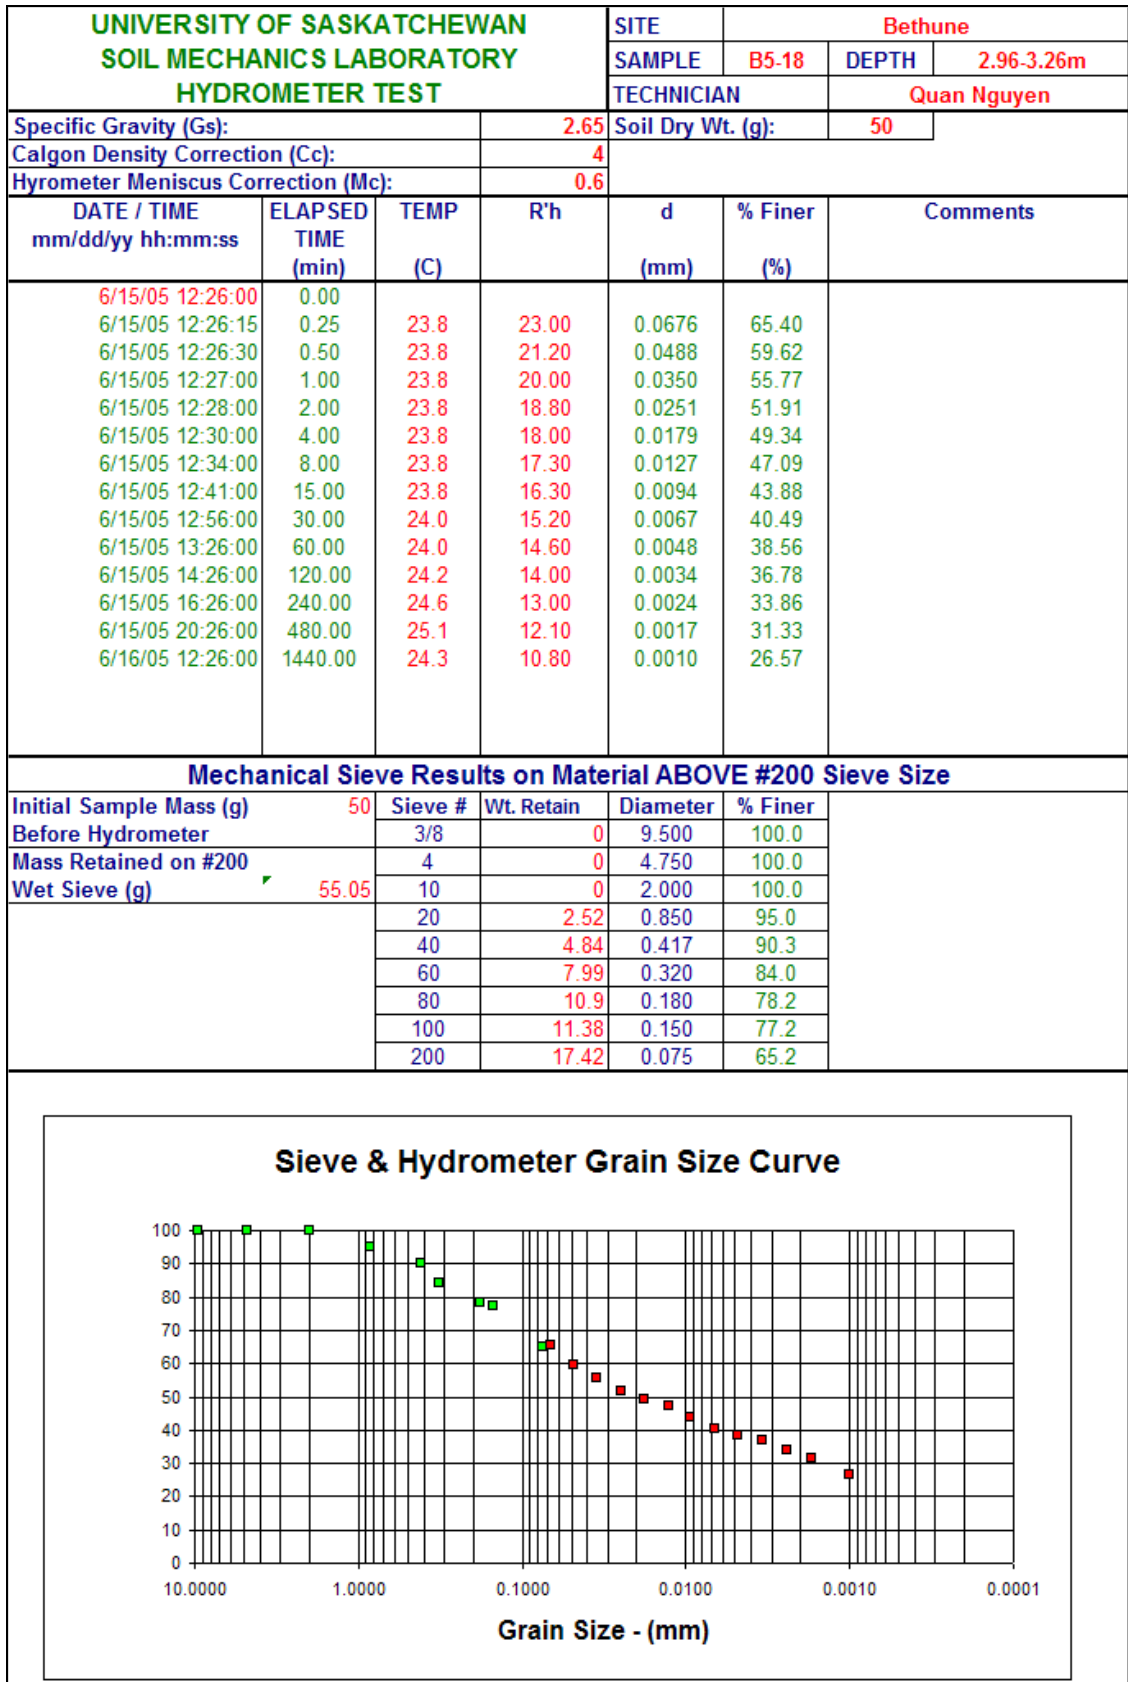 UNIVERSITY OF SASKATCHEWAN
SOIL MECHANICS LABORATORY
HYDROMETER TEST
SITE Bethune
SAMPLE B5-18 DEPTH 2.96-3.26m
TECHNICIAN Quan Nguyen
Specific Gravity (Gs): 2.65 Soil Dry Wt. (g): 50
Calgon Density Correction (Cc): 4
Hyrometer Meniscus Correction (Mc): 0.6
DATE / TIME ELAPSED TEMP R'h d % Finer Comments
mm/dd/yy hh:mm:ss TIME
(min) (C) (mm) (%)
6/15/05 12:26:00 0.00
6/15/05 12:26:15 0.25 23.8 23.00 0.0676 65.40
6/15/05 12:26:30 0.50 23.8 21.20 0.0488 59.62
6/15/05 12:27:00 1.00 23.8 20.00 0.0350 55.77
6/15/05 12:28:00 2.00 23.8 18.80 0.0251 51.91
6/15/05 12:30:00 4.00 23.8 18.00 0.0179 49.34
6/15/05 12:34:00 8.00 23.8 17.30 0.0127 47.09
6/15/05 12:41:00 15.00 23.8 16.30 0.0094 43.88
6/15/05 12:56:00 30.00 24.0 15.20 0.0067 40.49
6/15/05 13:26:00 60.00 24.0 14.60 0.0048 38.56
6/15/05 14:26:00 120.00 24.2 14.00 0.0034 36.78
6/15/05 16:26:00 240.00 24.6 13.00 0.0024 33.86
6/15/05 20:26:00 480.00 25.1 12.10 0.0017 31.33
6/16/05 12:26:00 1440.00 24.3 10.80 0.0010 26.57
Mechanical Sieve Results on Material ABOVE #200 Sieve Size
Initial Sample Mass (g) 50 Sieve # Wt. Retain Diameter % Finer
Before Hydrometer 3/8 0 9.500 100.0
Mass Retained on #200 4 0 4.750 100.0
Wet Sieve (g) 55.05 10 0 2.000 100.0
20 2.52 0.850 95.0
40 4.84 0.417 90.3
60 7.99 0.320 84.0
80 10.9 0.180 78.2
100 11.38 0.150 77.2
200 17.42 0.075 65.2
Sieve & Hydrometer Grain Size Curve
100
90
80
70
60
50
40
30
20
10
0
10.0000 1.0000 0.1000 0.0100 0.0010 0.0001
Grain Size - (mm)